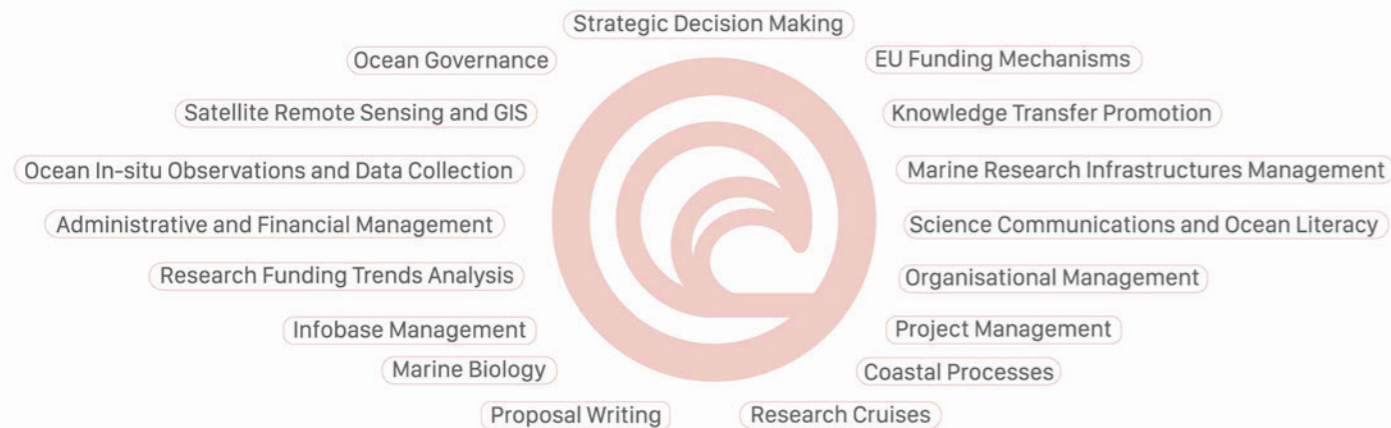 Strategic Decision Making
Ocean Governance
EU Funding Mechanisms
Satellite Remote Sensing and GIS
Knowledge Transfer Promotion
Ocean In-situ Observations and Data Collection
Marine Research Infrastructures Management
Administrative and Financial Management
Science Communications and Ocean Literacy
Research Funding Trends Analysis
Organisational Management
Infobase Management
Project Management
Marine Biology
Coastal Processes
Proposal Writing
Research Cruises